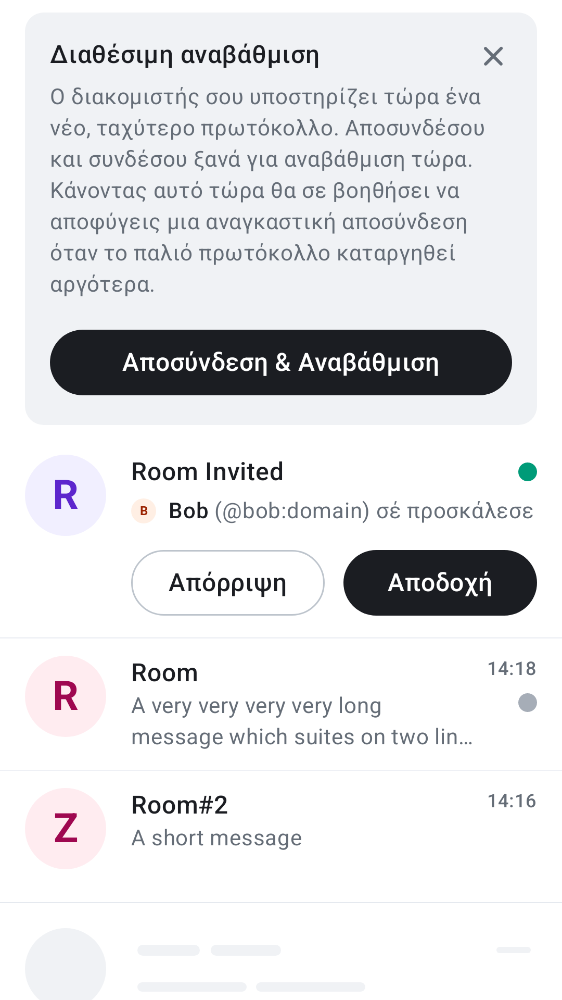 Διαθέσιμη αναβάθμιση
Ο διακομιστής σου υποστηρίζει τώρα ένα
νέο, ταχύτερο πρωτόκολλο. Αποσυνδέσου
και συνδέσου ξανά για αναβάθμιση τώρα.
Κάνοντας αυτό τώρα θα σε βοηθήσει να
αποφύγεις μια αναγκαστική αποσύνδεση
όταν το παλιό πρωτόκολλο καταργηθεί
αργότερα.
Αποσύνδεση & Αναβάθμιση
R
Room Invited
B Bob (@bob:domain) σέ προσκάλεσε
Απόρριψη Αποδοχή
R
Room 14:18
A very very very very long
message which suites on two lin…
Z
Room#2 14:16
A short message